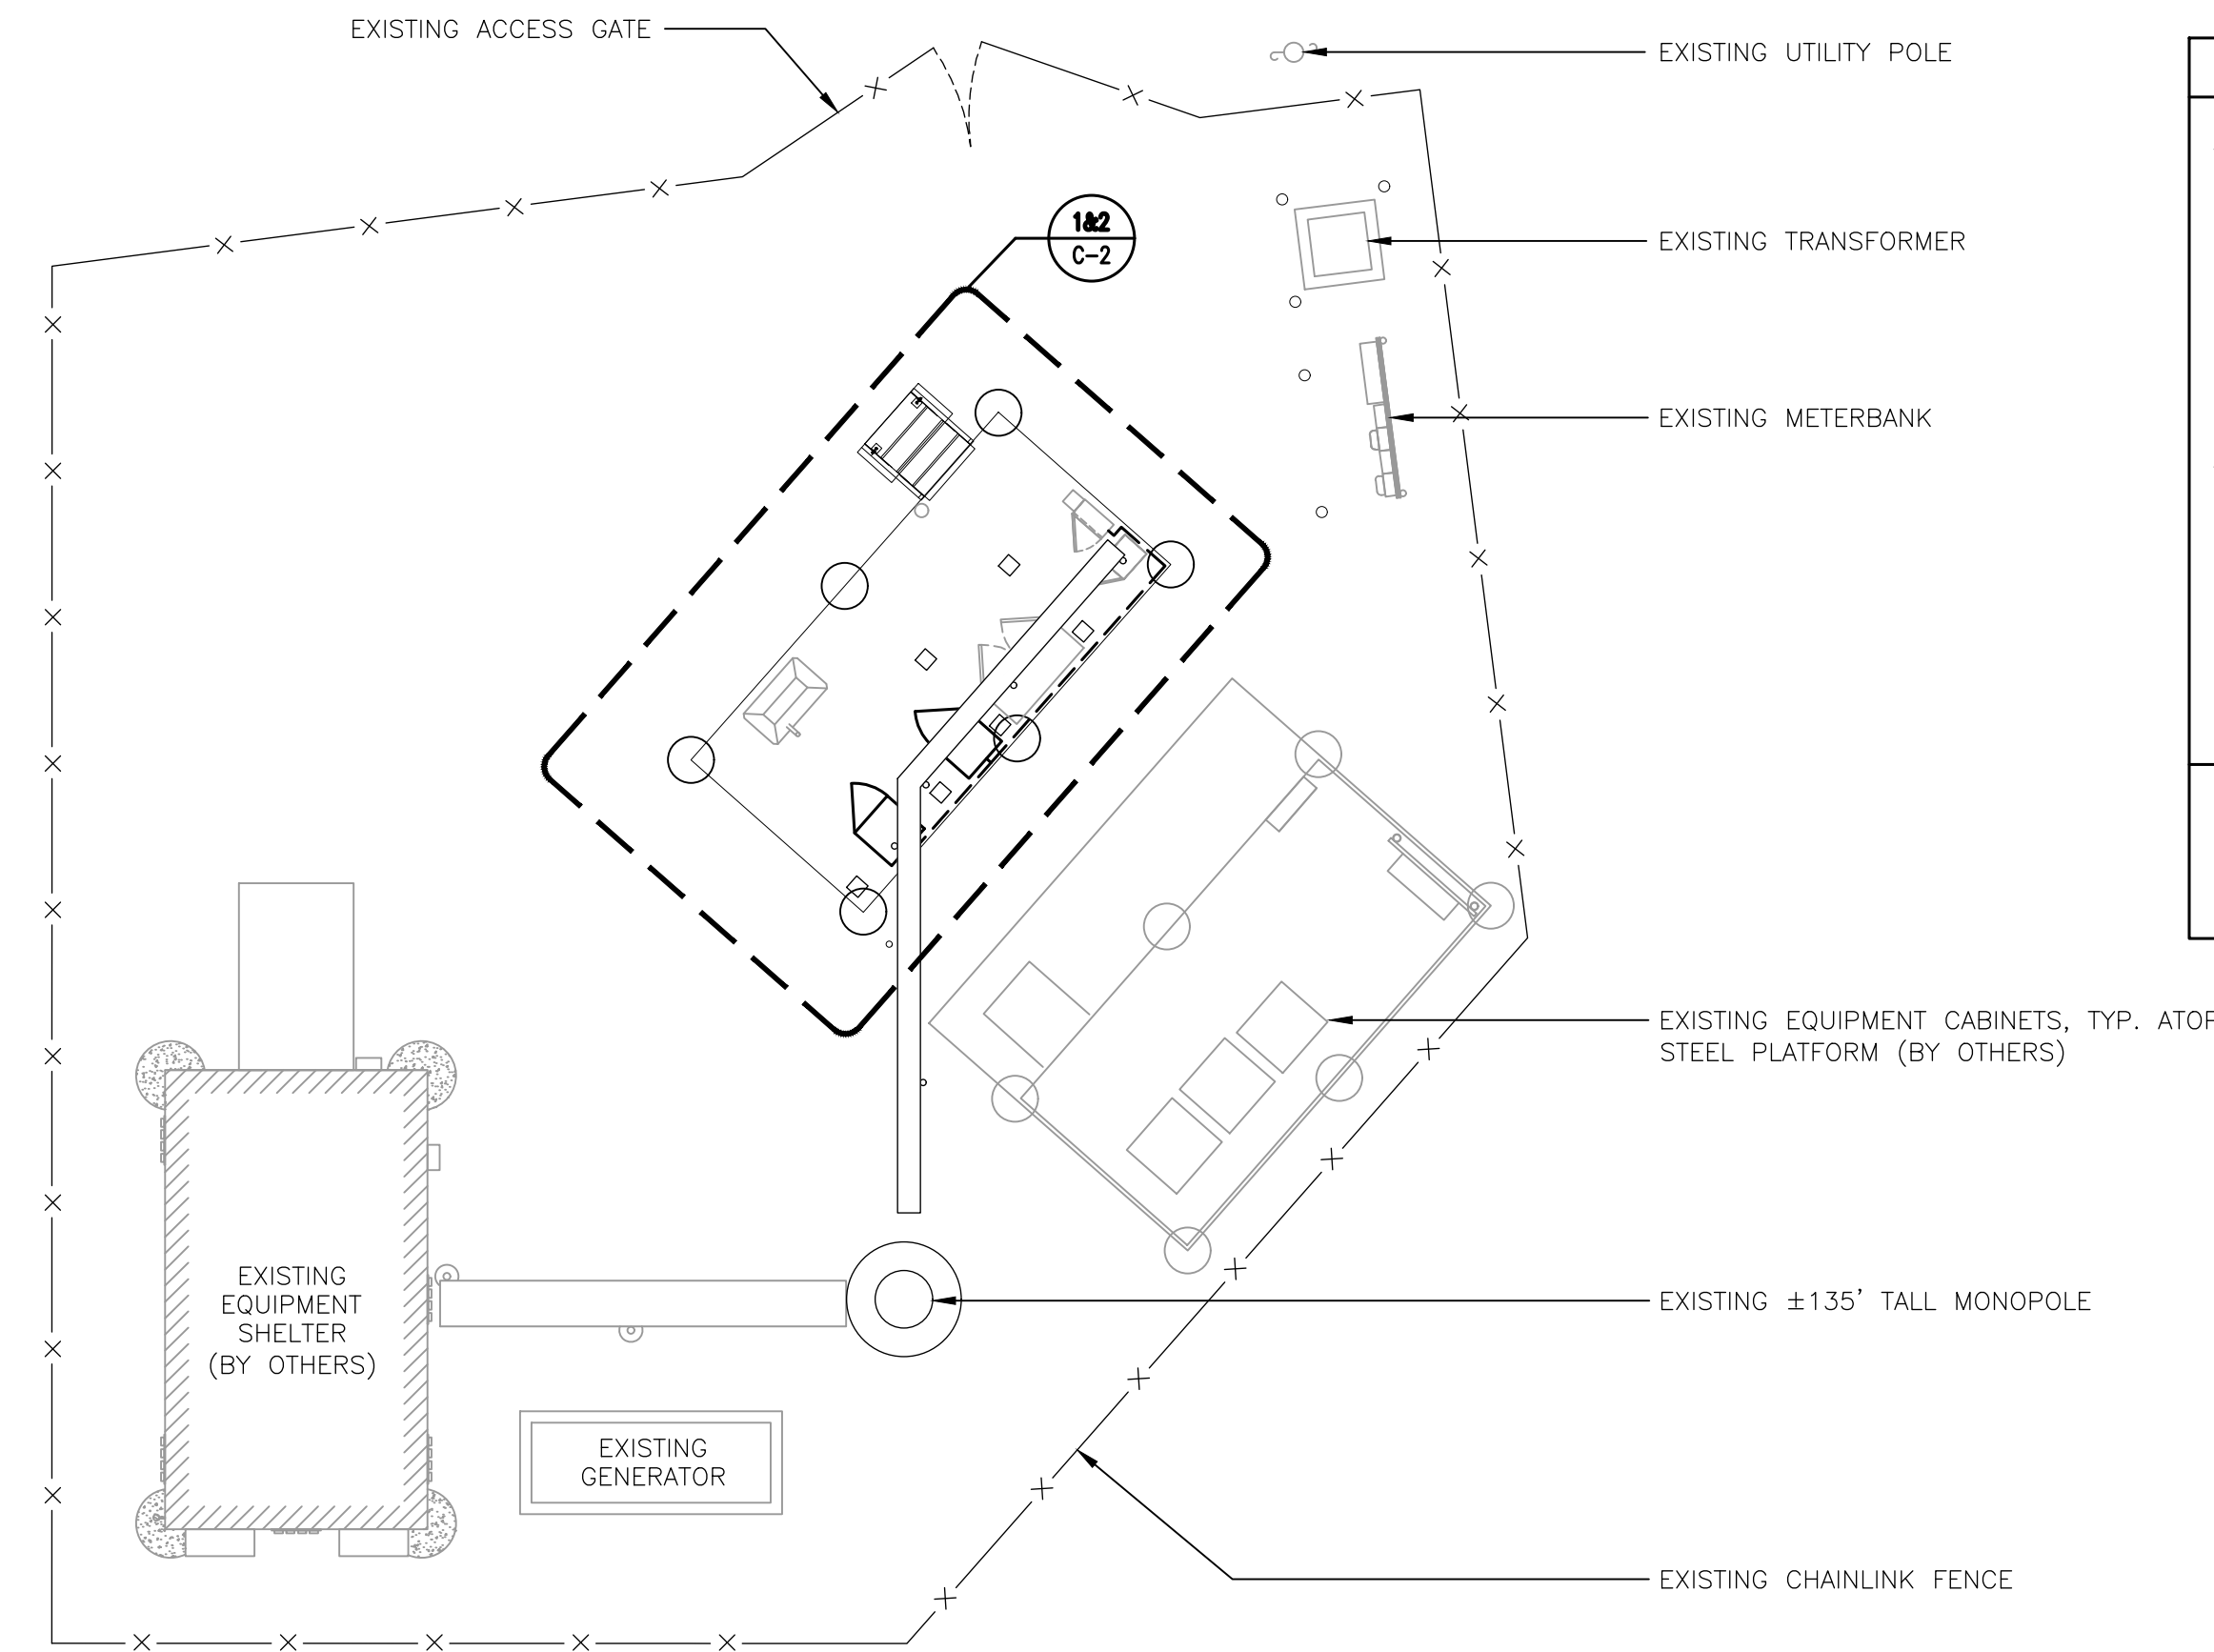 EXISTING ACCESS GATE
EXISTING UTILITY POLE
1&2
C-2
EXISTING TRANSFORMER
EXISTING METERBANK
EXISTING EQUIPMENT CABINETS, TYP. ATOP
STEEL PLATFORM (BY OTHERS)
EXISTING
EQUIPMENT
SHELTER
(BY OTHERS)
EXISTING ±135' TALL MONOPOLE
EXISTING
GENERATOR
EXISTING CHAINLINK FENCE